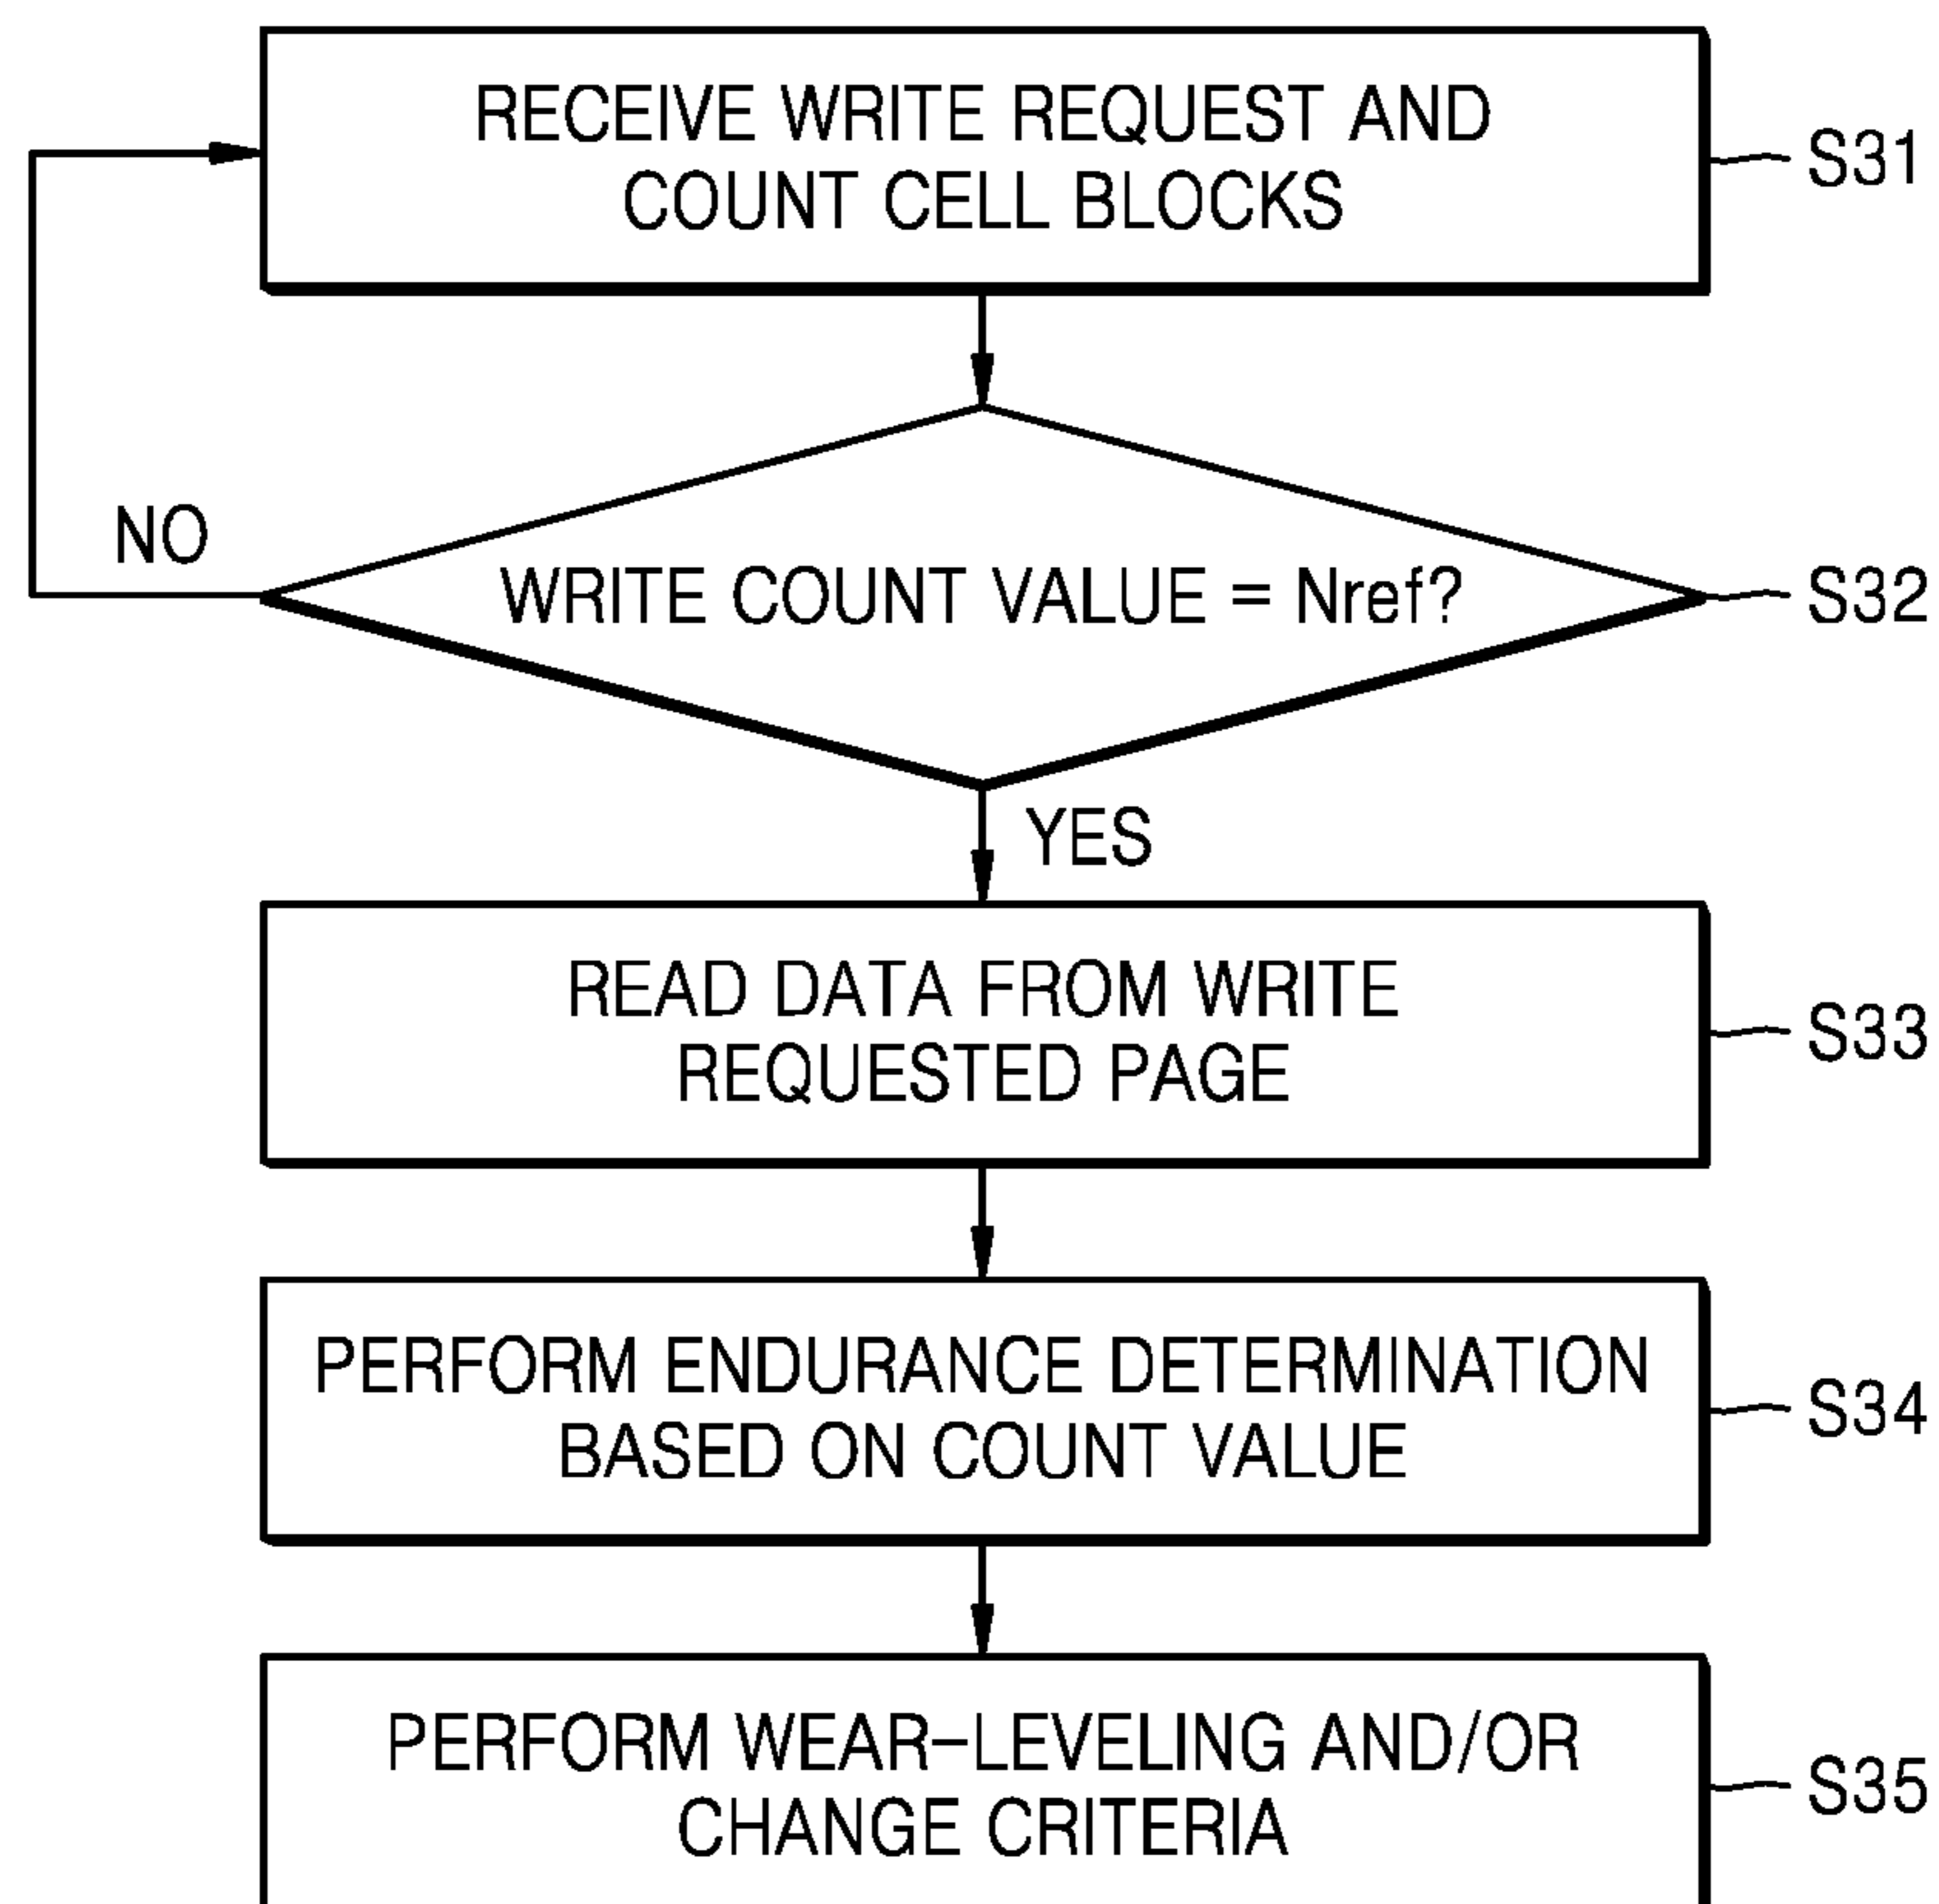 RECEIVE WRITE REQUEST AND
COUNT CELL BLOCKS
S31
NO
WRITE COUNT VALUE = Nref?
S32
YES
READ DATA FROM WRITE
REQUESTED PAGE
S33
PERFORM ENDURANCE DETERMINATION
BASED ON COUNT VALUE
S34
PERFORM WEAR-LEVELING AND/OR
CHANGE CRITERIA
S35